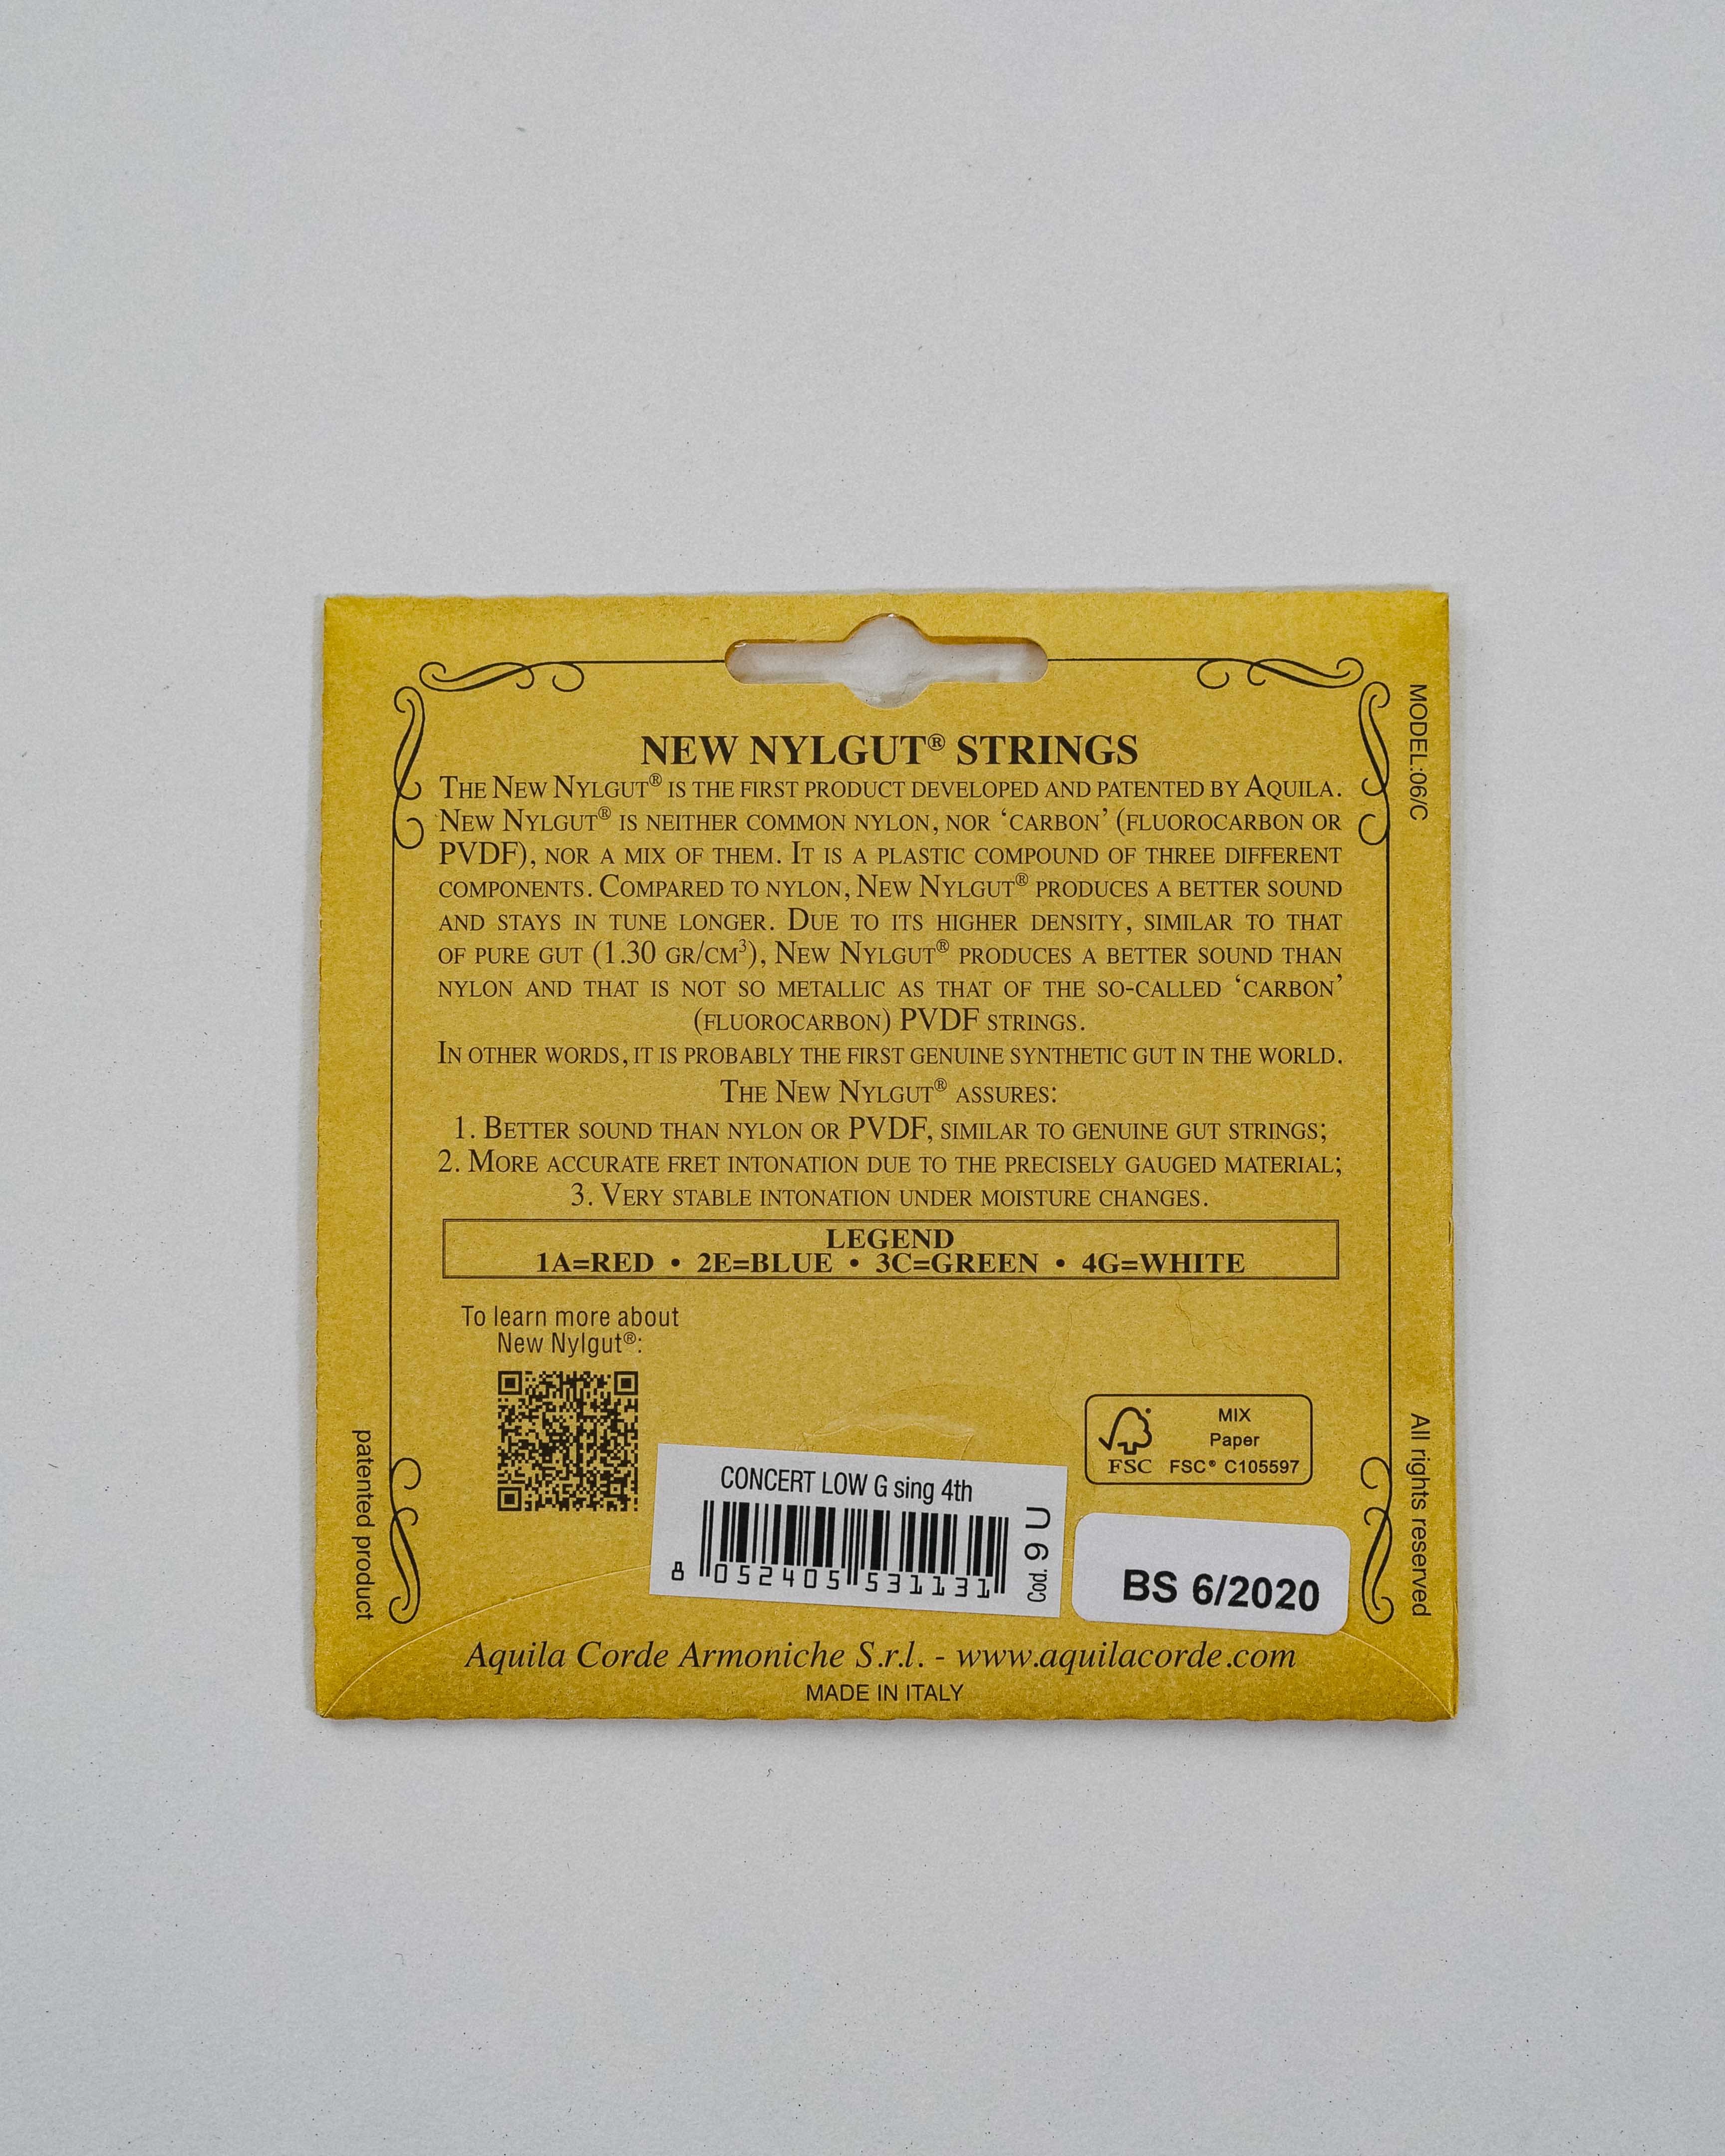 NEW NYLGUT® STRINGS
THE NEW NYLGUT® IS THE FIRST PRODUCT DEVELOPED AND PATENTED BY AQUILA.
NEW NYLGUT® IS NEITHER COMMON NYLON, NOR ‘CARBON’ (FLUOROCARBON OR
PVDF), NOR A MIX OF THEM. IT IS A PLASTIC COMPOUND OF THREE DIFFERENT
COMPONENTS. COMPARED TO NYLON, NEW NYLGUT® PRODUCES A BETTER SOUND
AND STAYS IN TUNE LONGER. DUE TO ITS HIGHER DENSITY, SIMILAR TO THAT
OF PURE GUT (1.30 GR/CM³), NEW NYLGUT® PRODUCES A BETTER SOUND THAN
NYLON AND THAT IS NOT SO METALLIC AS THAT OF THE SO-CALLED ‘CARBON’
(FLUOROCARBON) PVDF STRINGS.
IN OTHER WORDS, IT IS PROBABLY THE FIRST GENUINE SYNTHETIC GUT IN THE WORLD.
THE NEW NYLGUT® ASSURES:
1. BETTER SOUND THAN NYLON OR PVDF, SIMILAR TO GENUINE GUT STRINGS;
2. MORE ACCURATE FRET INTONATION DUE TO THE PRECISELY GAUGED MATERIAL;
3. VERY STABLE INTONATION UNDER MOISTURE CHANGES.
LEGEND
1A=RED • 2E=BLUE • 3C=GREEN • 4G=WHITE
To learn more about
New Nylgut®:
MIX
Paper
FSC
FSC® C105597
CONCERT LOW G sing 4th
8 052405 531131
Cod. 9 U
BS 6/2020
Aquila Corde Armoniche S.r.l. - www.aquilacorde.com
MADE IN ITALY
patented product
MODEL:06/C
All rights reserved